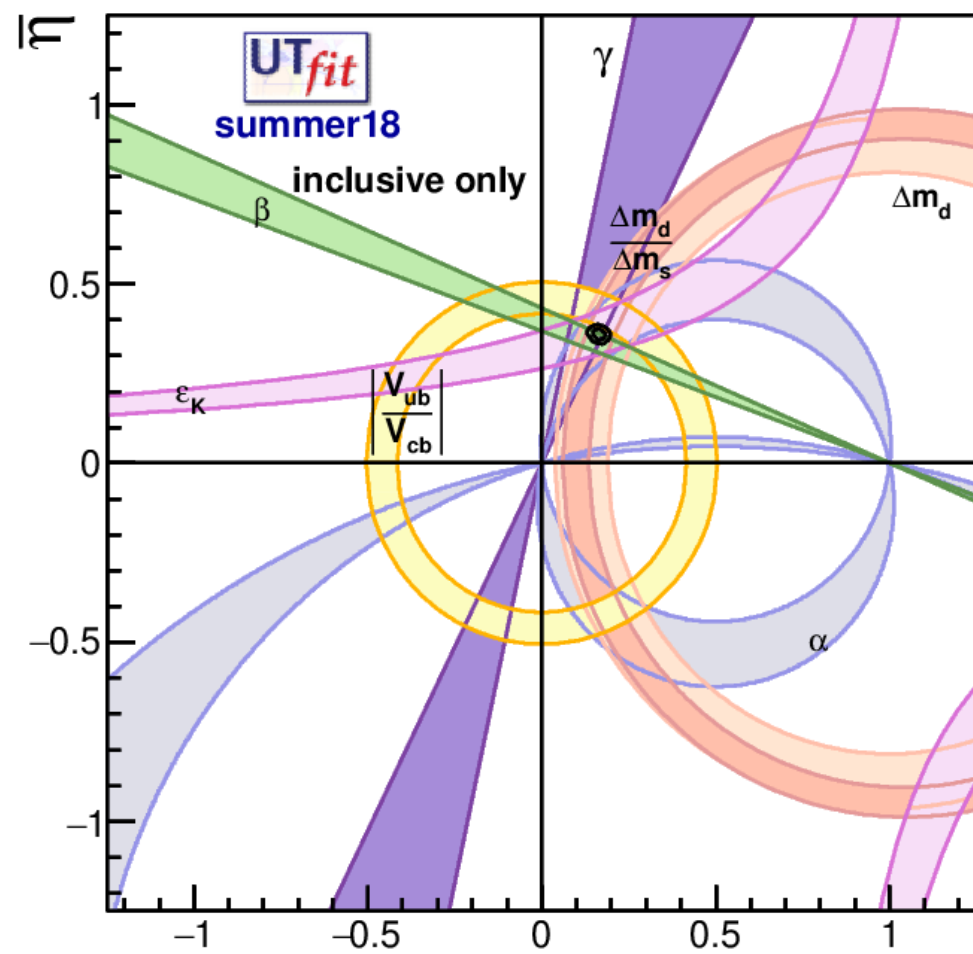 η̅
UTfit
summer18
inclusive only
γ
β
Δm_d
Δm_d
Δm_s
ε_K
|V_ub
V_cb|
α
1
0.5
0
−0.5
−1
−1
−0.5
0
0.5
1